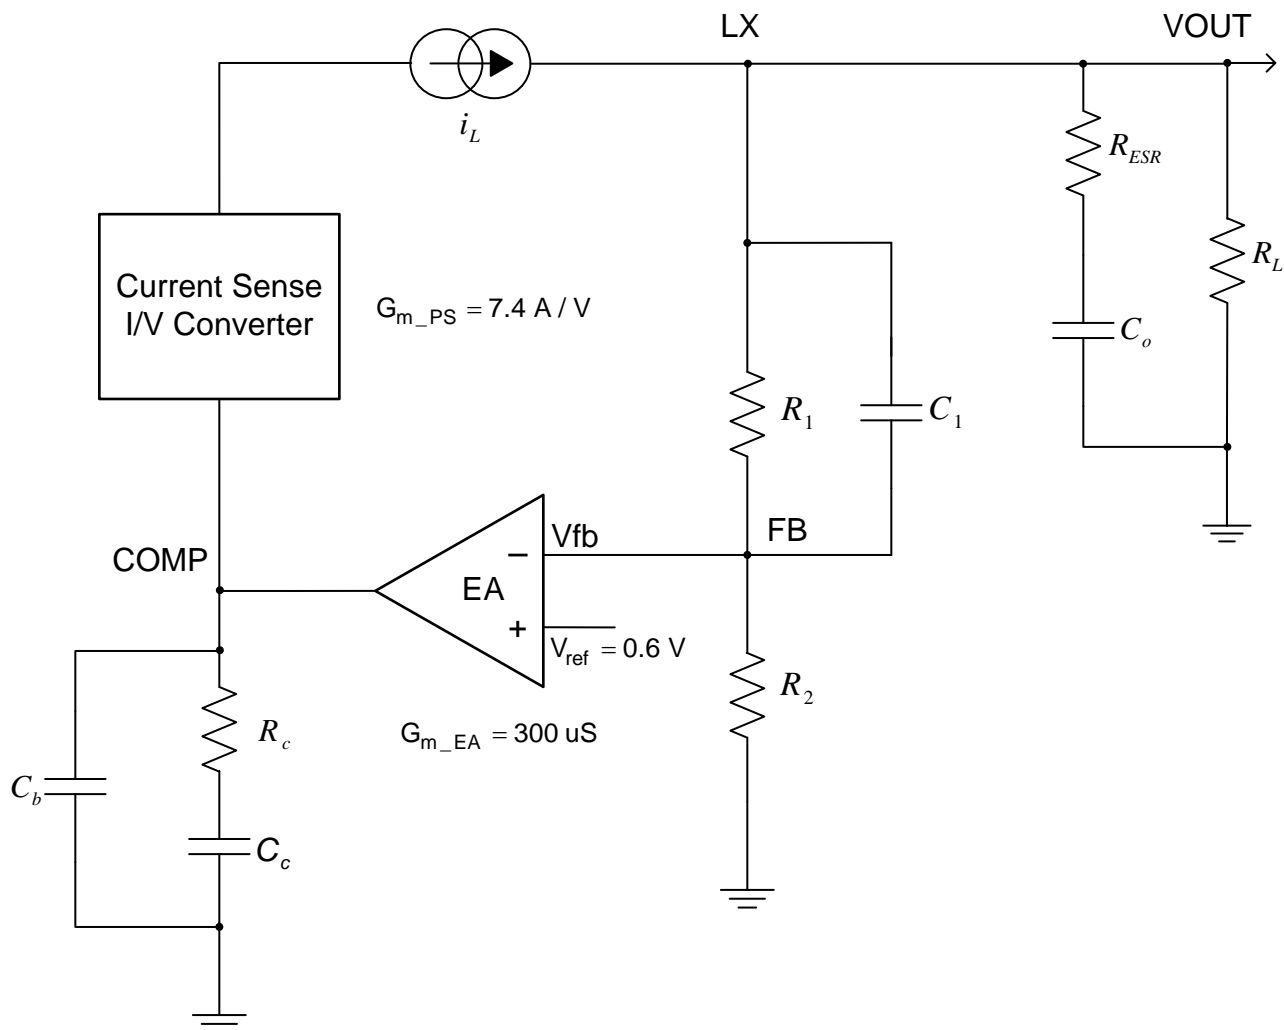 LX
VOUT
i_L
R_ESR
R_L
Current Sense
I/V Converter
G_m_PS = 7.4 A / V
C_o
R_1
C_1
COMP
Vfb
FB
−
EA
+
V_ref = 0.6 V
R_2
R_c
G_m_EA = 300 uS
C_b
C_c